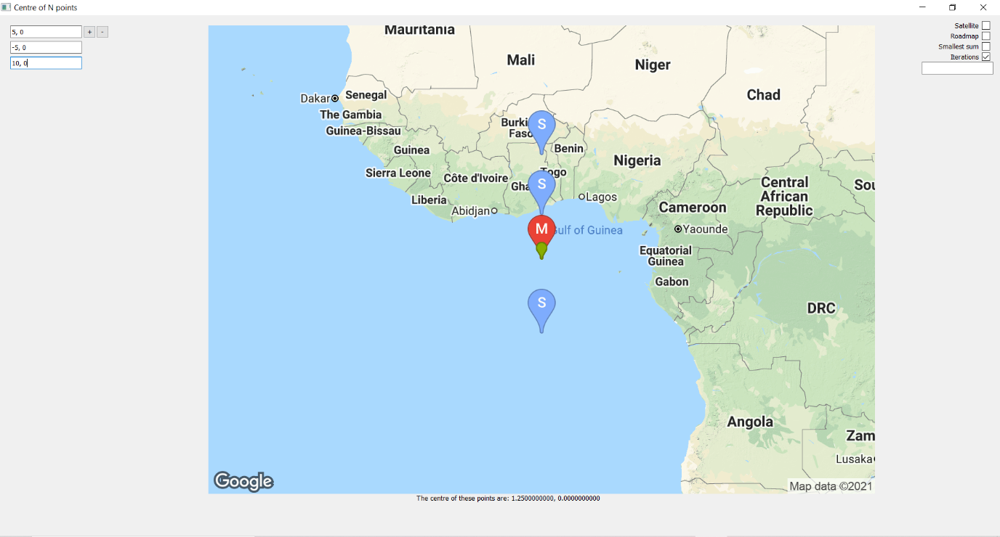 Centre of N points
5, 0
+
-
-5, 0
10, 0
Satellite
Roadmap
Smallest sum
Iterations
Mauritania
Mali
Niger
Chad
Dakar
Senegal
The Gambia
Guinea-Bissau
Guinea
Sierra Leone
Liberia
Côte d'Ivoire
Abidjan
Burki
Faso
S
Benin
Togo
Gha
S
Nigeria
Lagos
M
Gulf of Guinea
Cameroon
Yaounde
Central
African
Republic
Sou
Equatorial
Guinea
Gabon
S
DRC
Angola
Zam
Lusaka
Google
Map data ©2021
The centre of these points are: 1.2500000000, 0.0000000000